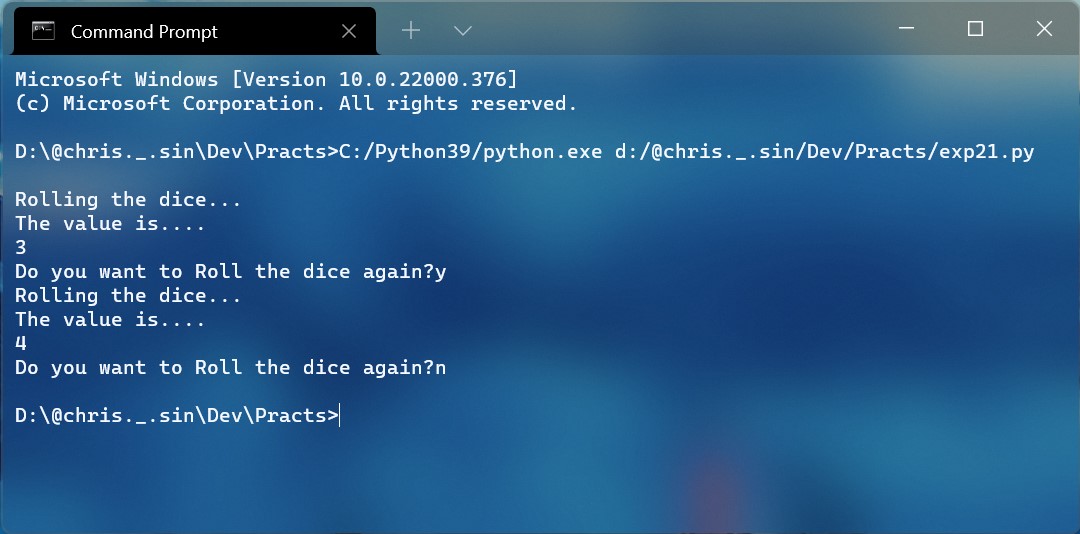 Command Prompt
Microsoft Windows [Version 10.0.22000.376]
(c) Microsoft Corporation. All rights reserved.
D:\@chris._.sin\Dev\Practs>C:/Python39/python.exe d:/@chris._.sin/Dev/Practs/exp21.py
Rolling the dice...
The value is....
3
Do you want to Roll the dice again?y
Rolling the dice...
The value is....
4
Do you want to Roll the dice again?n
D:\@chris._.sin\Dev\Practs>